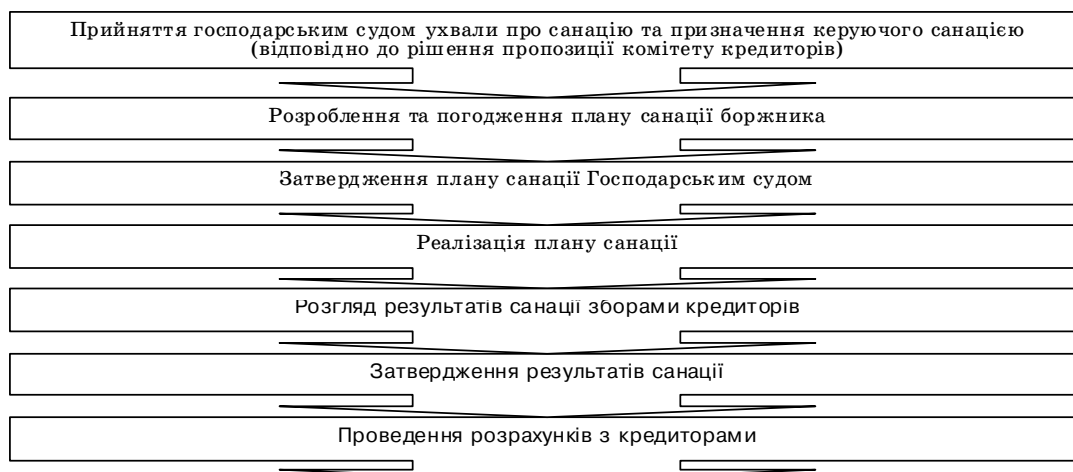 Прийняття господарським судом ухвали про санацію та призначення керуючого санацією
(відповідно до рішення пропозиції комітету кредиторів)
Розроблення та погодження плану санації боржника
Затвердження плану санації Господарським судом
Реалізація плану санації
Розгляд результатів санації зборами кредиторів
Затвердження результатів санації
Проведення розрахунків з кредиторами